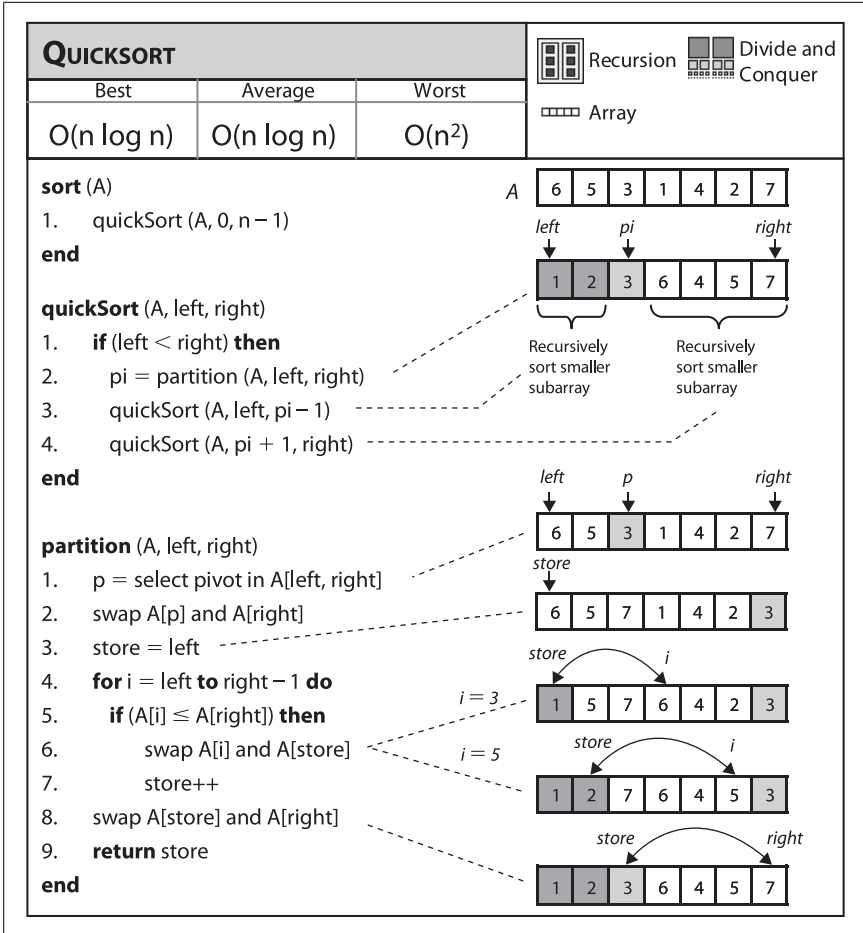 QUICKSORT
Best Average Worst
O(n log n) O(n log n) O(n²)
Recursion
Divide and
Conquer
Array
sort (A)
1. quickSort (A, 0, n – 1)
end
quickSort (A, left, right)
1. if (left < right) then
2. pi = partition (A, left, right)
3. quickSort (A, left, pi – 1)
4. quickSort (A, pi + 1, right)
end
partition (A, left, right)
1. p = select pivot in A[left, right]
2. swap A[p] and A[right]
3. store = left
4. for i = left to right – 1 do
5. if (A[i] ≤ A[right]) then
6. swap A[i] and A[store]
7. store++
8. swap A[store] and A[right]
9. return store
end
A 6 5 3 1 4 2 7
left pi right
1 2 3 6 4 5 7
Recursively
sort smaller
subarray
Recursively
sort smaller
subarray
left p right
6 5 3 1 4 2 7
store
6 5 7 1 4 2 3
store i
i = 3
1 5 7 6 4 2 3
store i
i = 5
1 2 7 6 4 5 3
store right
1 2 3 6 4 5 7